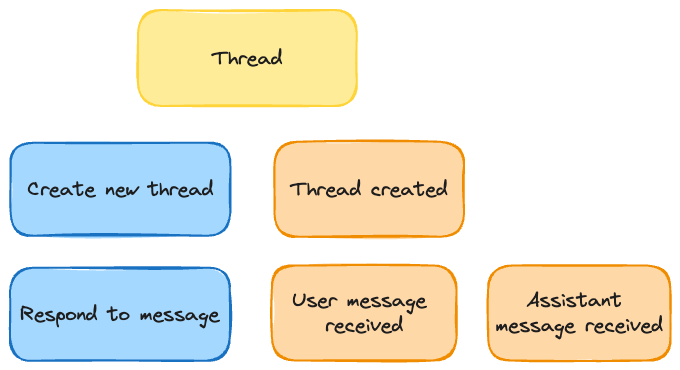 Thread
Create new thread
Thread created
Respond to message
User message
received
Assistant
message received